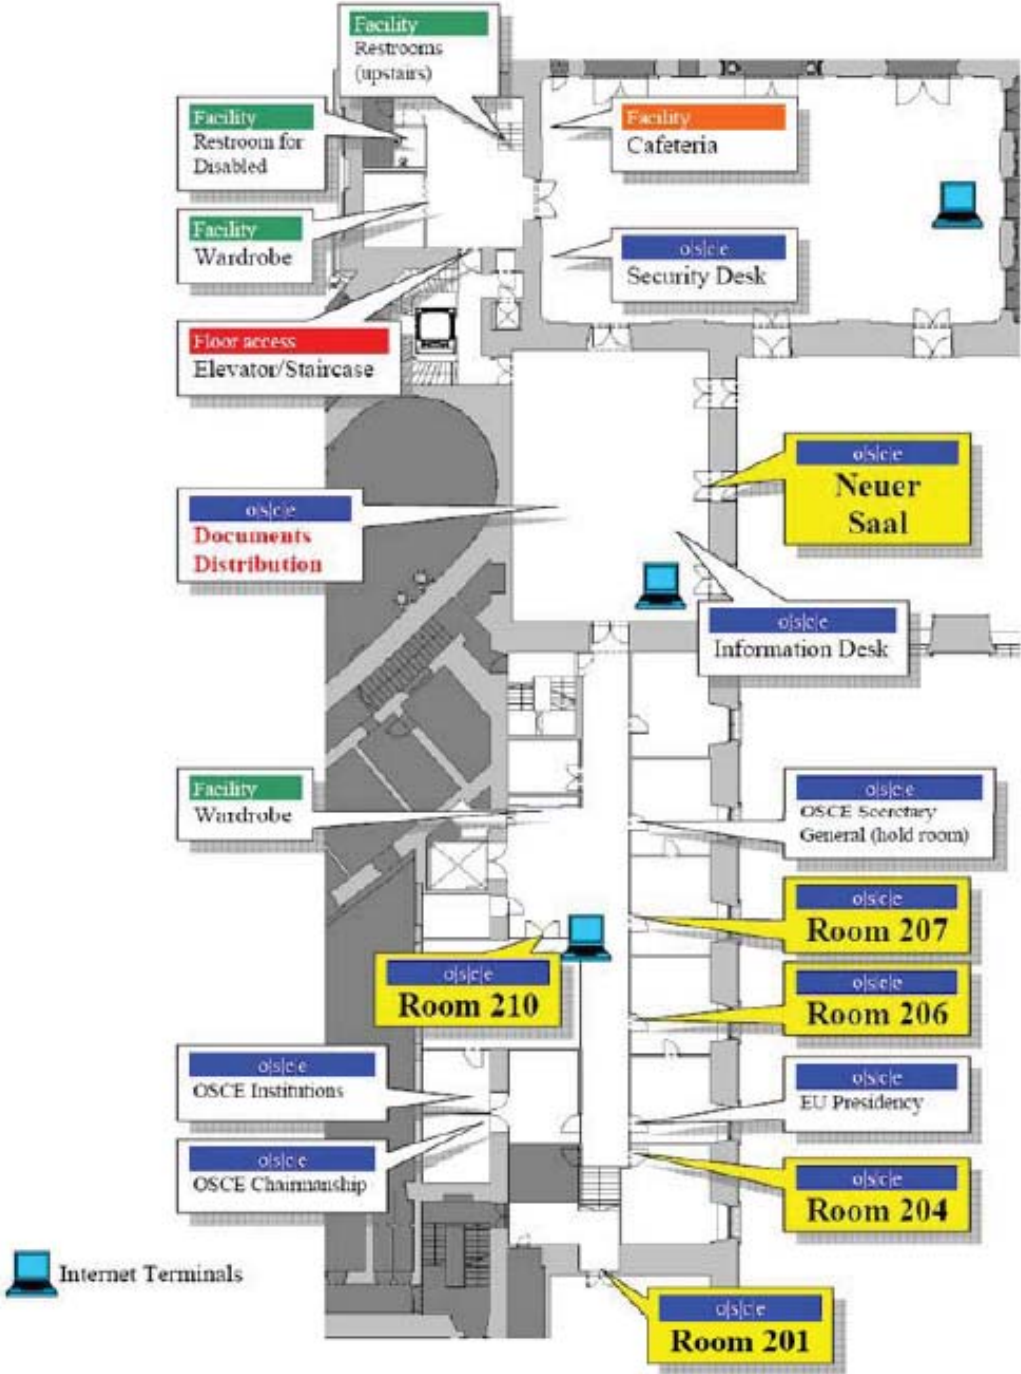 Facility
Restrooms
(upstairs)
Facility
Restroom for
Disabled
Facility
Cafeteria
Facility
Wardrobe
o|s|c|e
Security Desk
Floor access
Elevator/Staircase
o|s|c|e
Neuer
Saal
o|s|c|e
Documents
Distribution
o|s|c|e
Information Desk
Facility
Wardrobe
o|s|c|e
OSCE Secretary
General (hold room)
o|s|c|e
Room 207
o|s|c|e
Room 210
o|s|c|e
Room 206
o|s|c|e
OSCE Institutions
o|s|c|e
EU Presidency
o|s|c|e
OSCE Chairmanship
o|s|c|e
Room 204
Internet Terminals
o|s|c|e
Room 201